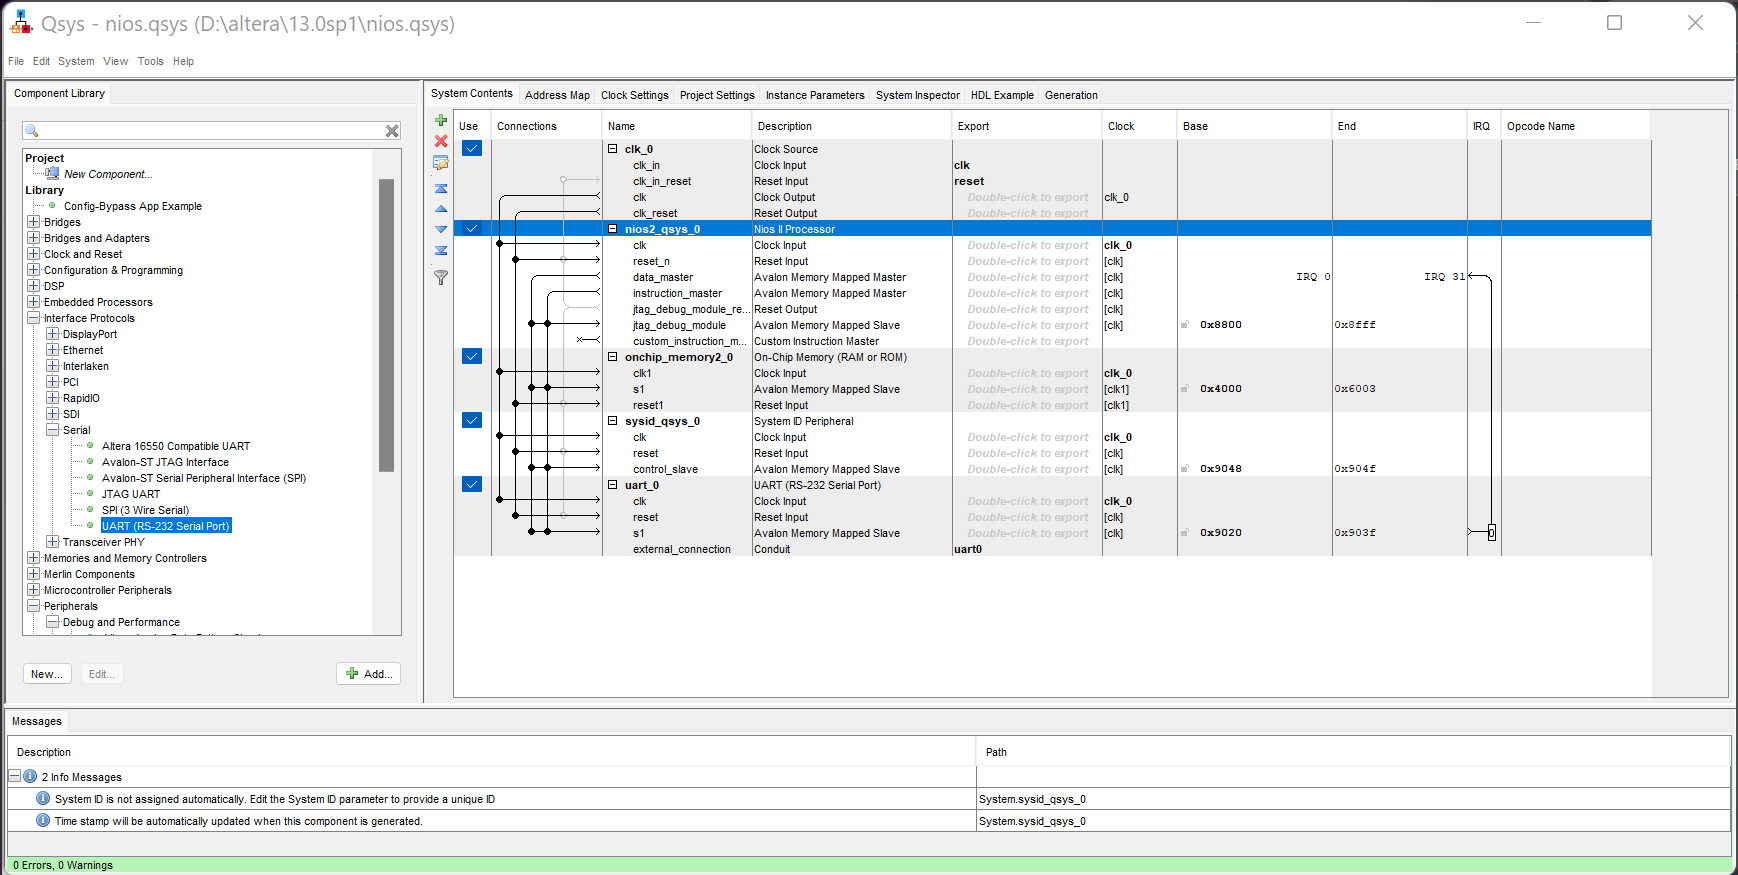 Qsys - nios.qsys (D:\altera\13.0sp1\nios.qsys)
File Edit System View Tools Help
Component Library
Project
New Component...
Library
Config-Bypass App Example
Bridges
Bridges and Adapters
Clock and Reset
Configuration & Programming
DSP
Embedded Processors
Interface Protocols
DisplayPort
Ethernet
Interlaken
PCI
RapidIO
SDI
Serial
Altera 16550 Compatible UART
Avalon-ST JTAG Interface
Avalon-ST Serial Peripheral Interface (SPI)
JTAG UART
SPI (3 Wire Serial)
UART (RS-232 Serial Port)
Transceiver PHY
Memories and Memory Controllers
Merlin Components
Microcontroller Peripherals
Peripherals
Debug and Performance
New... Edit... Add...
System Contents Address Map Clock Settings Project Settings Instance Parameters System Inspector HDL Example Generation
Use Connections Name Description Export Clock Base End IRQ Opcode Name
clk_0 Clock Source
clk_in Clock Input clk
clk_in_reset Reset Input reset
clk Clock Output Double-click to export clk_0
clk_reset Reset Output Double-click to export
nios2_qsys_0 Nios II Processor
clk Clock Input Double-click to export clk_0
reset_n Reset Input Double-click to export [clk]
data_master Avalon Memory Mapped Master Double-click to export [clk] IRQ 0 IRQ 31
instruction_master Avalon Memory Mapped Master Double-click to export [clk]
jtag_debug_module_re... Reset Output Double-click to export [clk]
jtag_debug_module Avalon Memory Mapped Slave Double-click to export [clk] 0x8800 0x8fff
custom_instruction_m... Custom Instruction Master Double-click to export
onchip_memory2_0 On-Chip Memory (RAM or ROM)
clk1 Clock Input Double-click to export clk_0
s1 Avalon Memory Mapped Slave Double-click to export [clk1] 0x4000 0x6003
reset1 Reset Input Double-click to export [clk1]
sysid_qsys_0 System ID Peripheral
clk Clock Input Double-click to export clk_0
reset Reset Input Double-click to export [clk]
control_slave Avalon Memory Mapped Slave Double-click to export [clk] 0x9048 0x904f
uart_0 UART (RS-232 Serial Port)
clk Clock Input Double-click to export clk_0
reset Reset Input Double-click to export [clk]
s1 Avalon Memory Mapped Slave Double-click to export [clk] 0x9020 0x903f 0
external_connection Conduit uart0
Messages
Description Path
2 Info Messages
System ID is not assigned automatically. Edit the System ID parameter to provide a unique ID System.sysid_qsys_0
Time stamp will be automatically updated when this component is generated. System.sysid_qsys_0
0 Errors, 0 Warnings